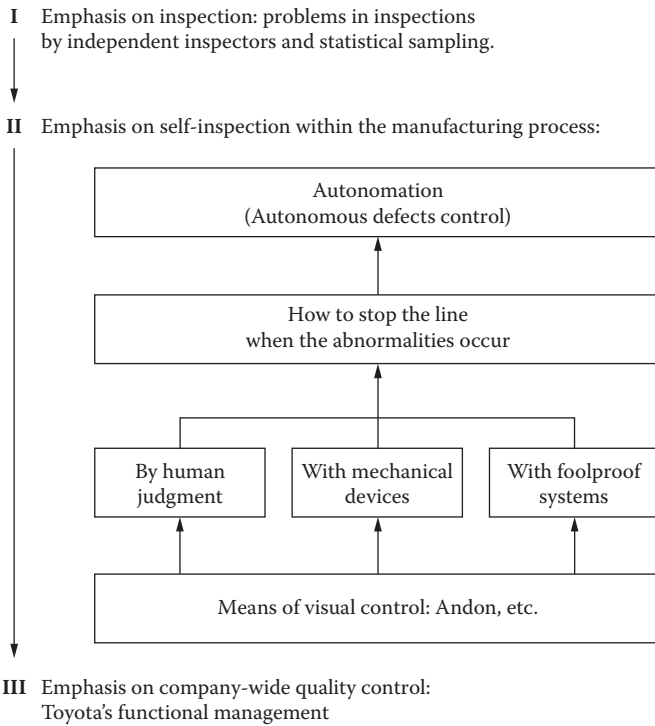 I Emphasis on inspection: problems in inspections
by independent inspectors and statistical sampling.
II Emphasis on self-inspection within the manufacturing process:
Autonomation
(Autonomous defects control)
How to stop the line
when the abnormalities occur
By human
judgment
With mechanical
devices
With foolproof
systems
Means of visual control: Andon, etc.
III Emphasis on company-wide quality control:
Toyota’s functional management